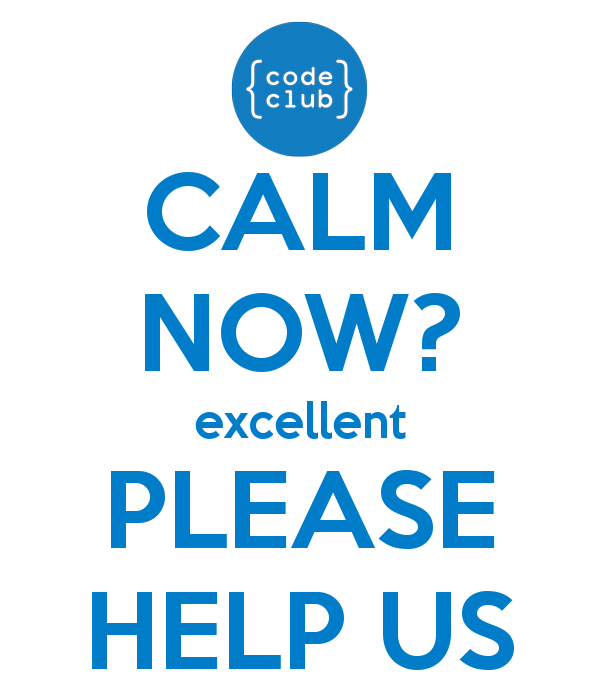 {code
club}
CALM
NOW?
excellent
PLEASE
HELP US